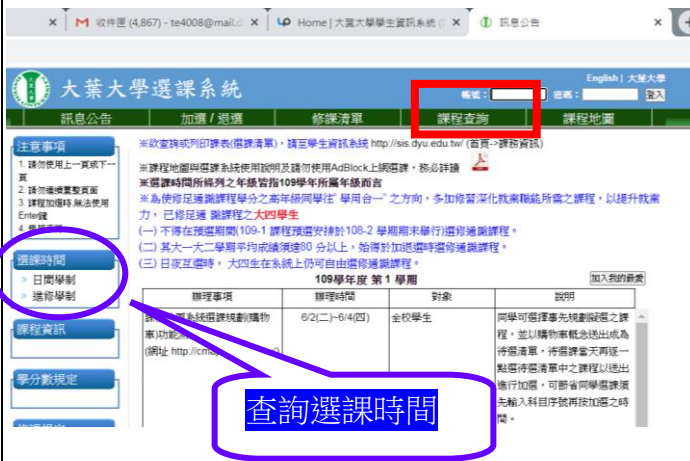 收件匣 (4,867) - te4008@mail.c
Home | 大葉大學學生資訊系統 (
訊息公告
大葉大學選課系統
English | 大葉大學
帳號：
密碼：
登入
訊息公告
加選 / 退選
修課清單
課程查詢
課程地圖
注意事項
1. 請勿使用上一頁或下一頁
2. 請勿連續重整頁面
3. 課程加選時,無法使用Enter鍵
選課時間
» 日間學制
» 進修學制
課程資訊
學分數規定
※欲查詢或列印課表(選課清單)，請至學生資訊系統 http://sis.dyu.edu.tw/ (首頁->課務資訊)
※課程地圖與選課系統使用說明及請勿使用AdBlock上網選課，務必詳讀
※選課時間所條列之年級皆指109學年所屬年級而言
※為使修足通識課程學分之高年級同學往" 學用合一"之方向，多加修習深化就業職能所需之課程，以提升就業
力， 已修足通 識課程之大四學生
(一) 不得在預選期間(109-1 課程預選安排於108-2 學期期末舉行)選修通識課程。
(二) 其大一大二學期平均成績須達80 分以上，始得於加退選時選修通識課程。
(三) 日夜互選時， 大四生在系統上仍可自由選修通識課程。
109學年度 第 1 學期
加入我的最愛
辦理事項
辦理時間
對象
說明
系統選課規劃(購物
車)功能
(網址 http://cma
6/2(二)~6/4(四)
全校學生
同學可選擇事先規劃擬選之課
程，並以購物車概念送出成為
待選清單，待選課當天再逐一
點選待選清單中之課程以送出
進行加選，可節省同學選課須
先輸入科目序號再按加選之時
間。
查詢選課時間